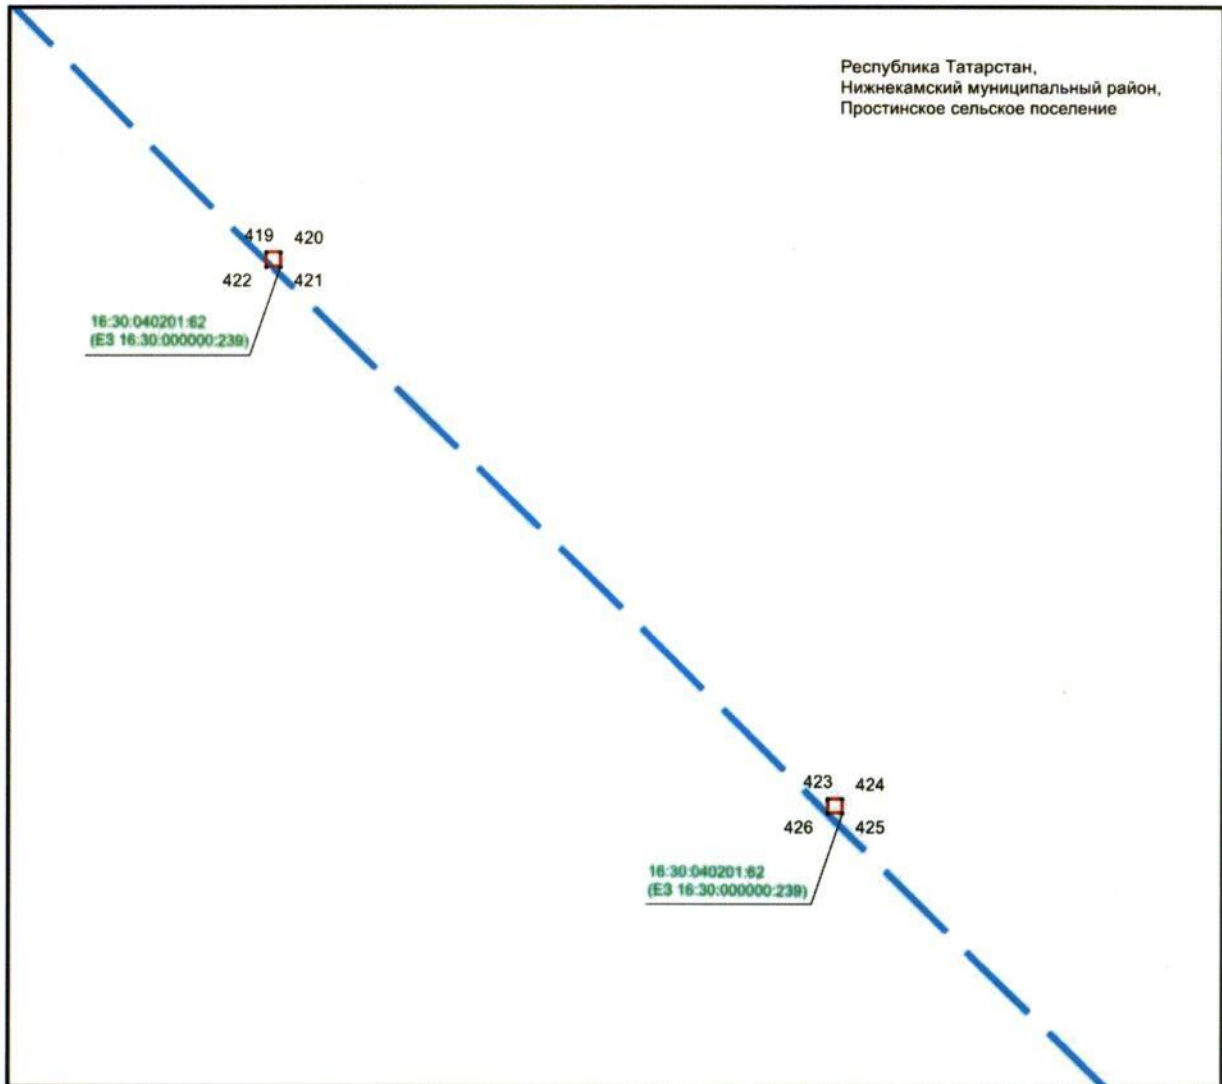 Республика Татарстан,
Нижнекамский муниципальный район,
Простинское сельское поселение
419 420
422 421
16:30:040201:62
(ЕЗ 16:30:000000:239)
423 424
426 425
16:30:040201:62
(ЕЗ 16:30:000000:239)